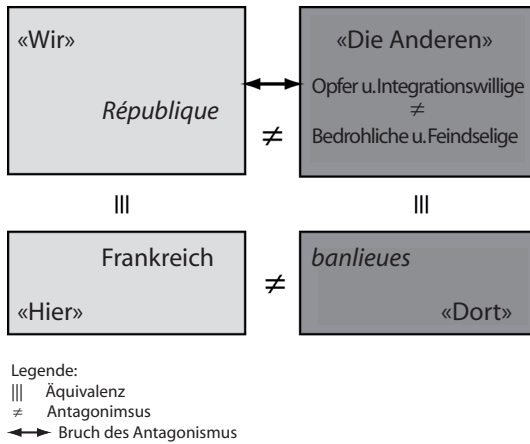 «Wir»
«Die Anderen»
Opfer u.Integrationswillige
République
≠
≠
Bedrohliche u.Feindselige
≡
≡
Frankreich
banlieues
≠
«Hier»
«Dort»
Legende:
≡ Äquivalenz
≠ Antagonimsus
↔ Bruch des Antagonismus